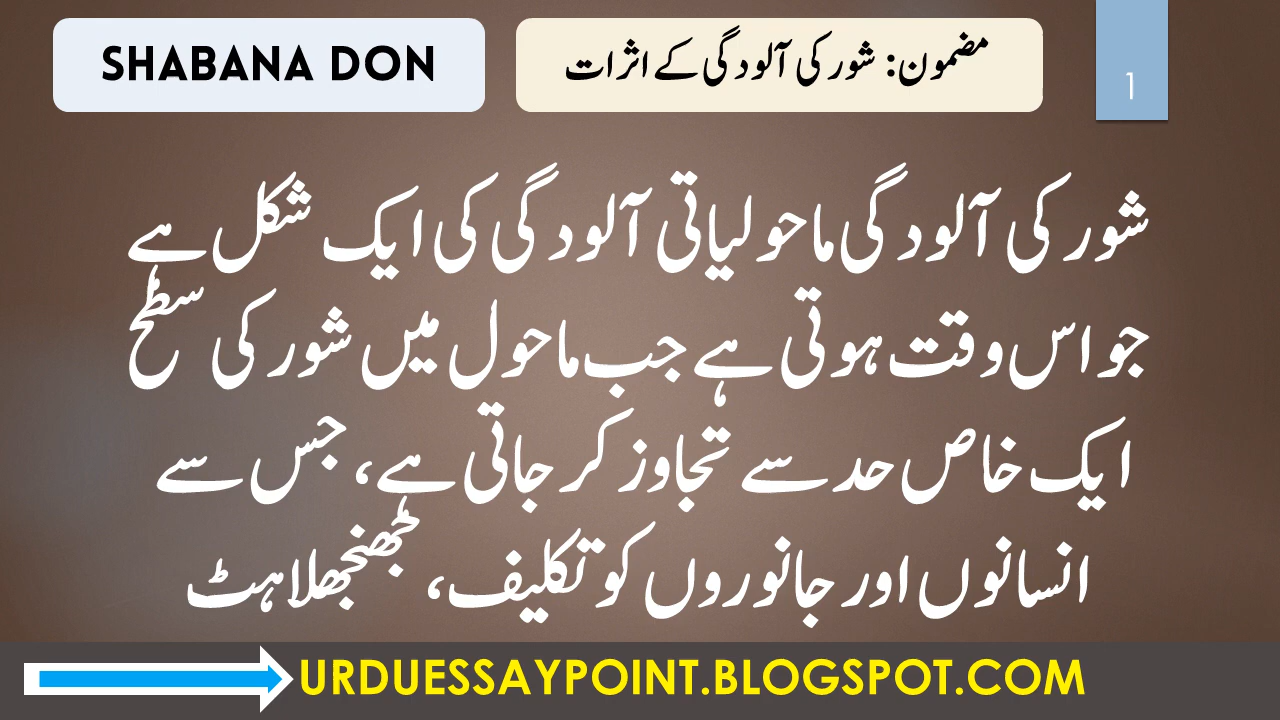 SHABANA DON
مضمون: شور کی آلودگی کے اثرات
1
شور کی آلودگی ماحولیاتی آلودگی کی ایک شکل ہے
جو اس وقت ہوتی ہے جب ماحول میں شور کی سطح
ایک خاص حد سے تجاوز کر جاتی ہے، جس سے
انسانوں اور جانوروں کو تکلیف، جھنجھلاہٹ
URDUESSAYPOINT.BLOGSPOT.COM